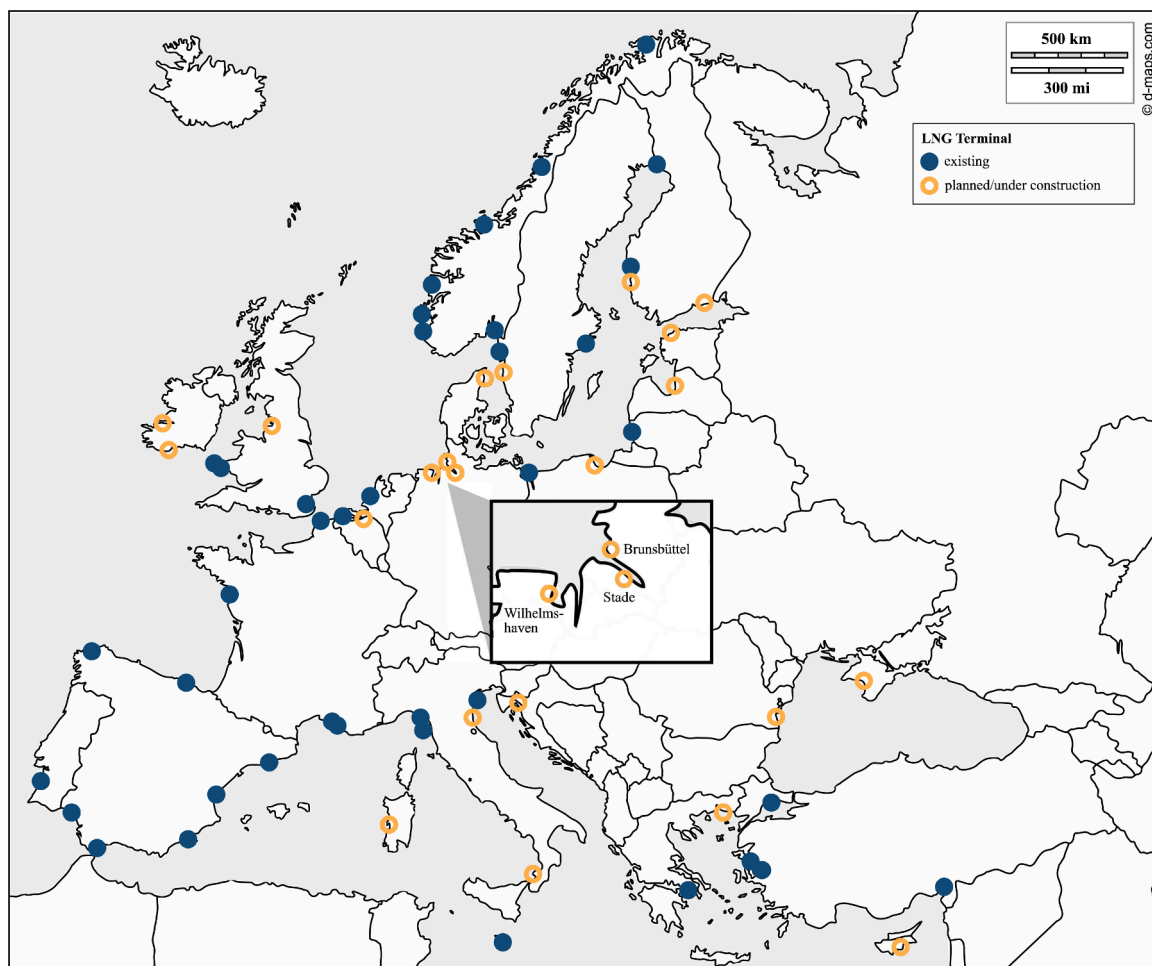 500 km
300 mi
© d-maps.com
LNG Terminal
existing
planned/under construction
Brunsbüttel
Stade
Wilhelms-
haven